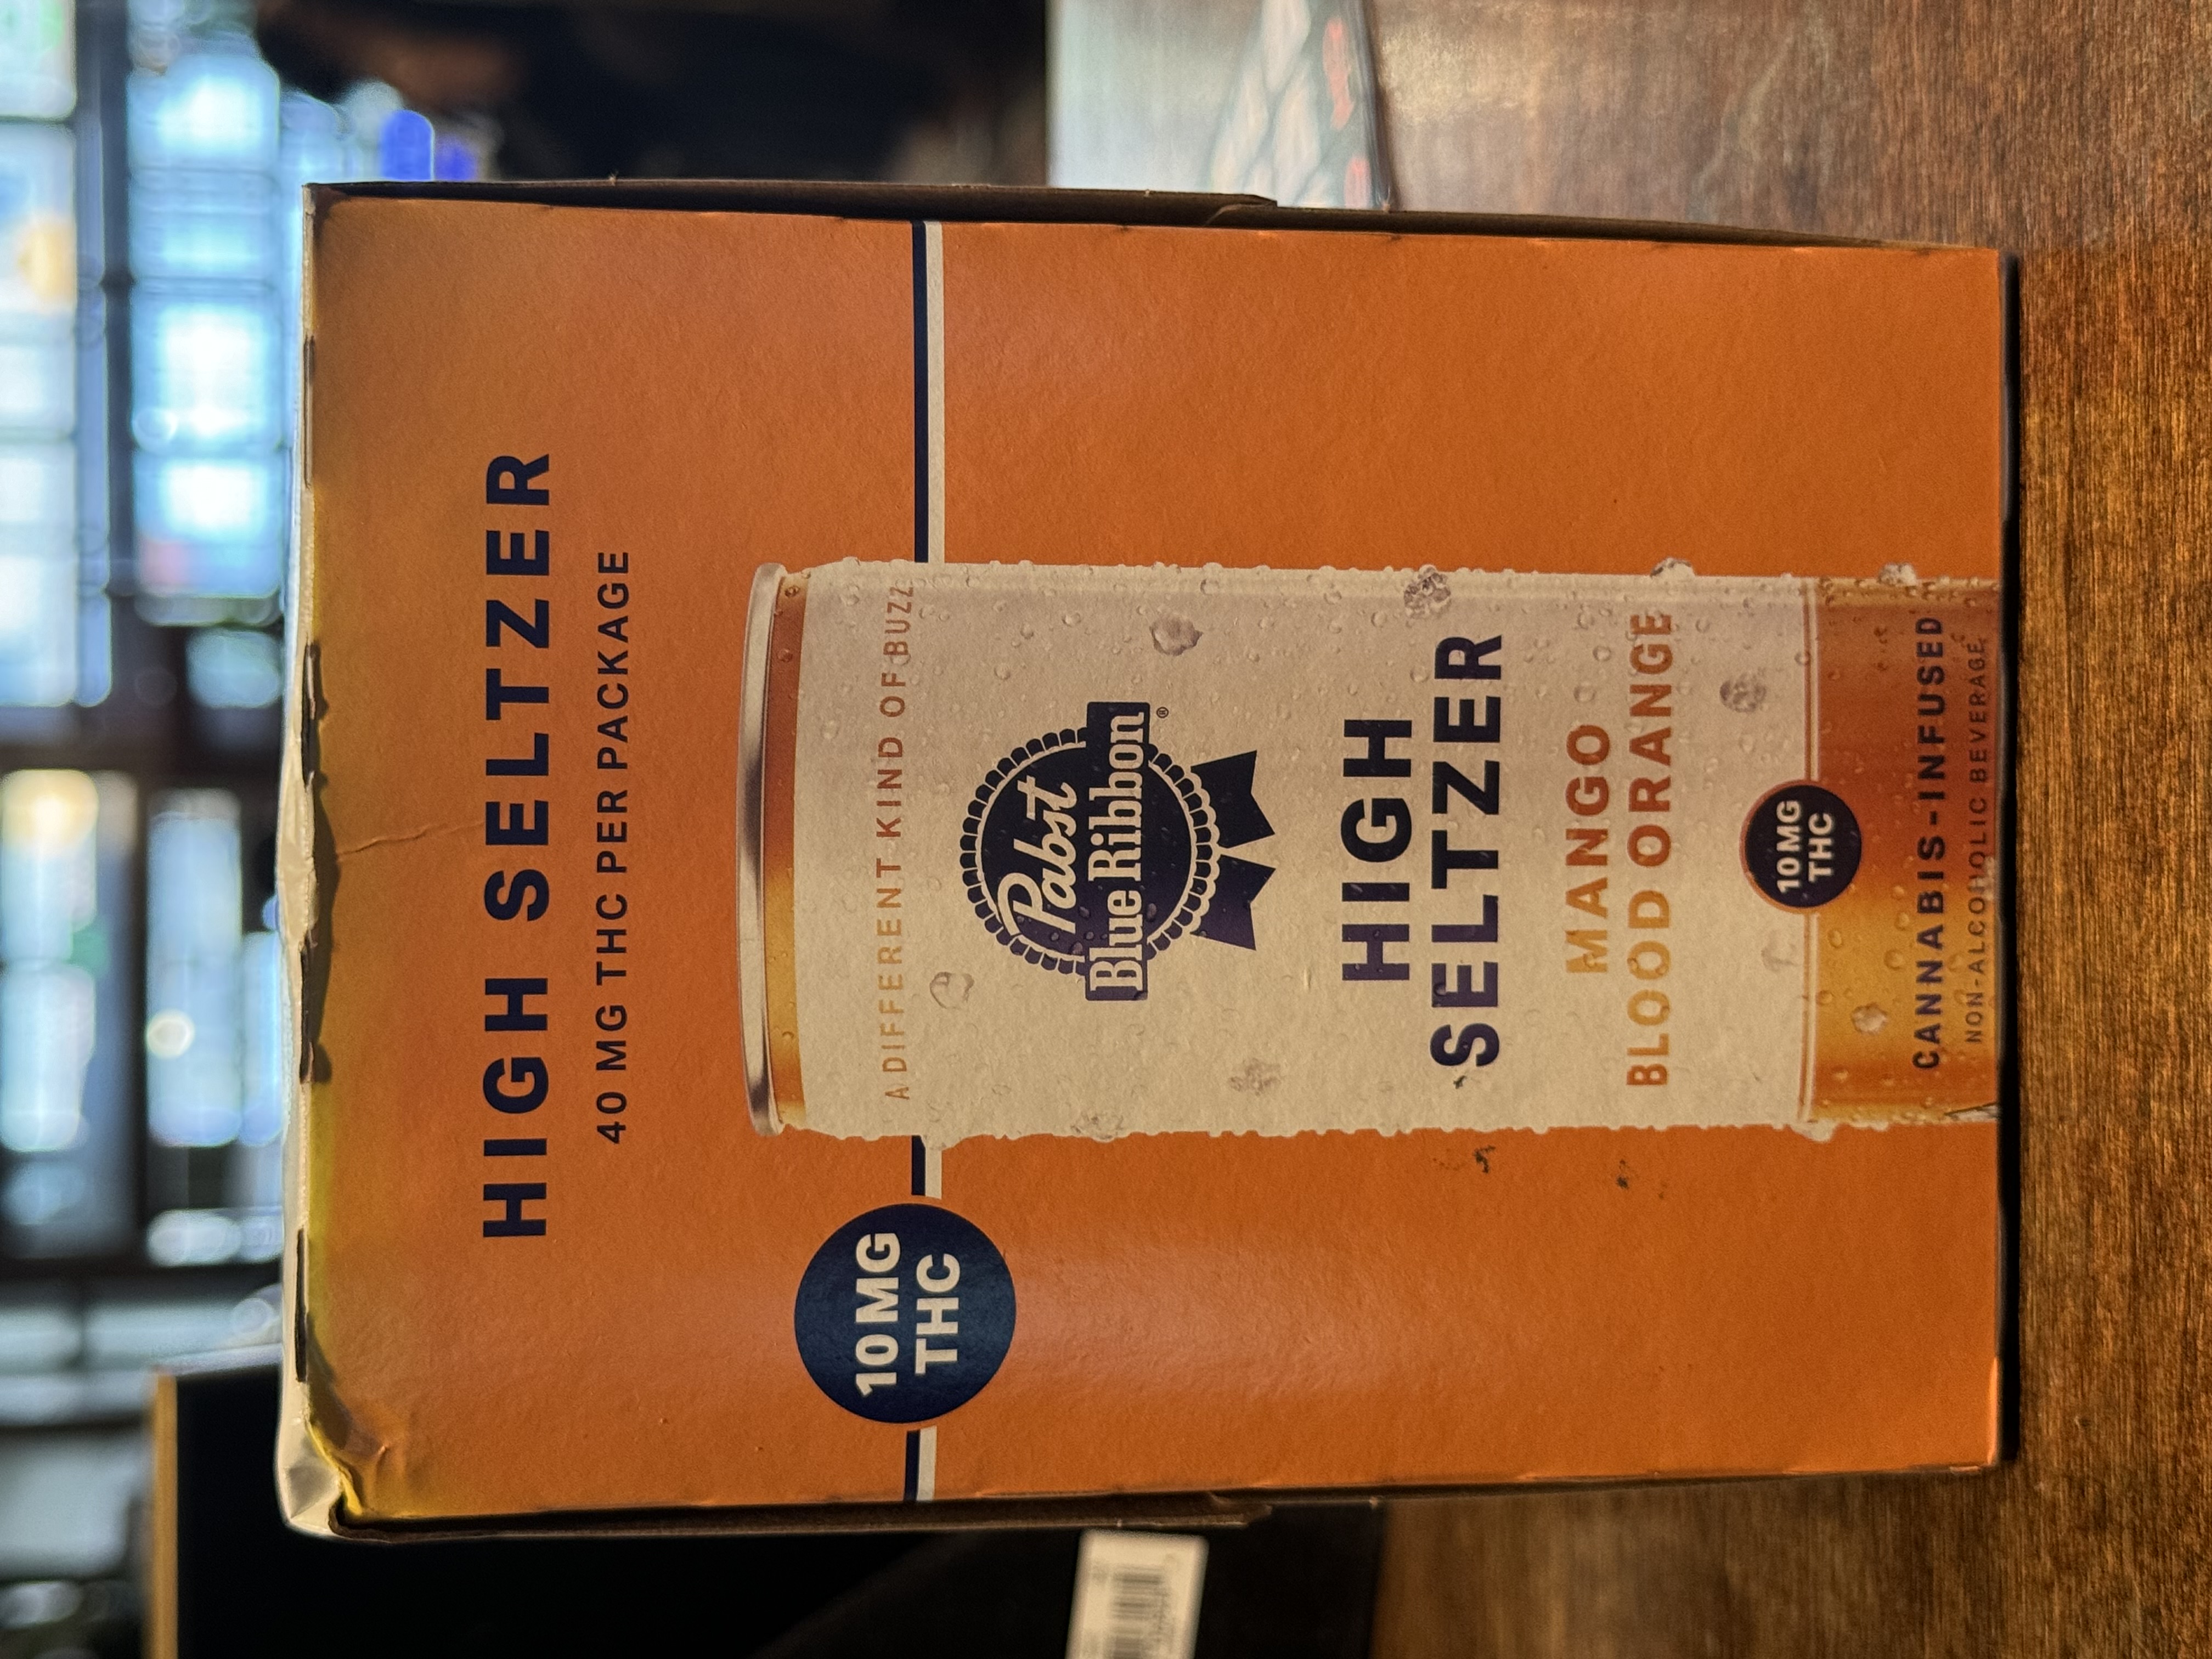 HIGH SELTZER
40 MG THC PER PACKAGE
10MG
THC
A DIFFERENT KIND OF BUZZ
Pabst
Blue Ribbon®
HIGH
SELTZER
MANGO
BLOOD ORANGE
10MG
THC
CANNABIS-INFUSED
NON-ALCOHOLIC BEVERAGE